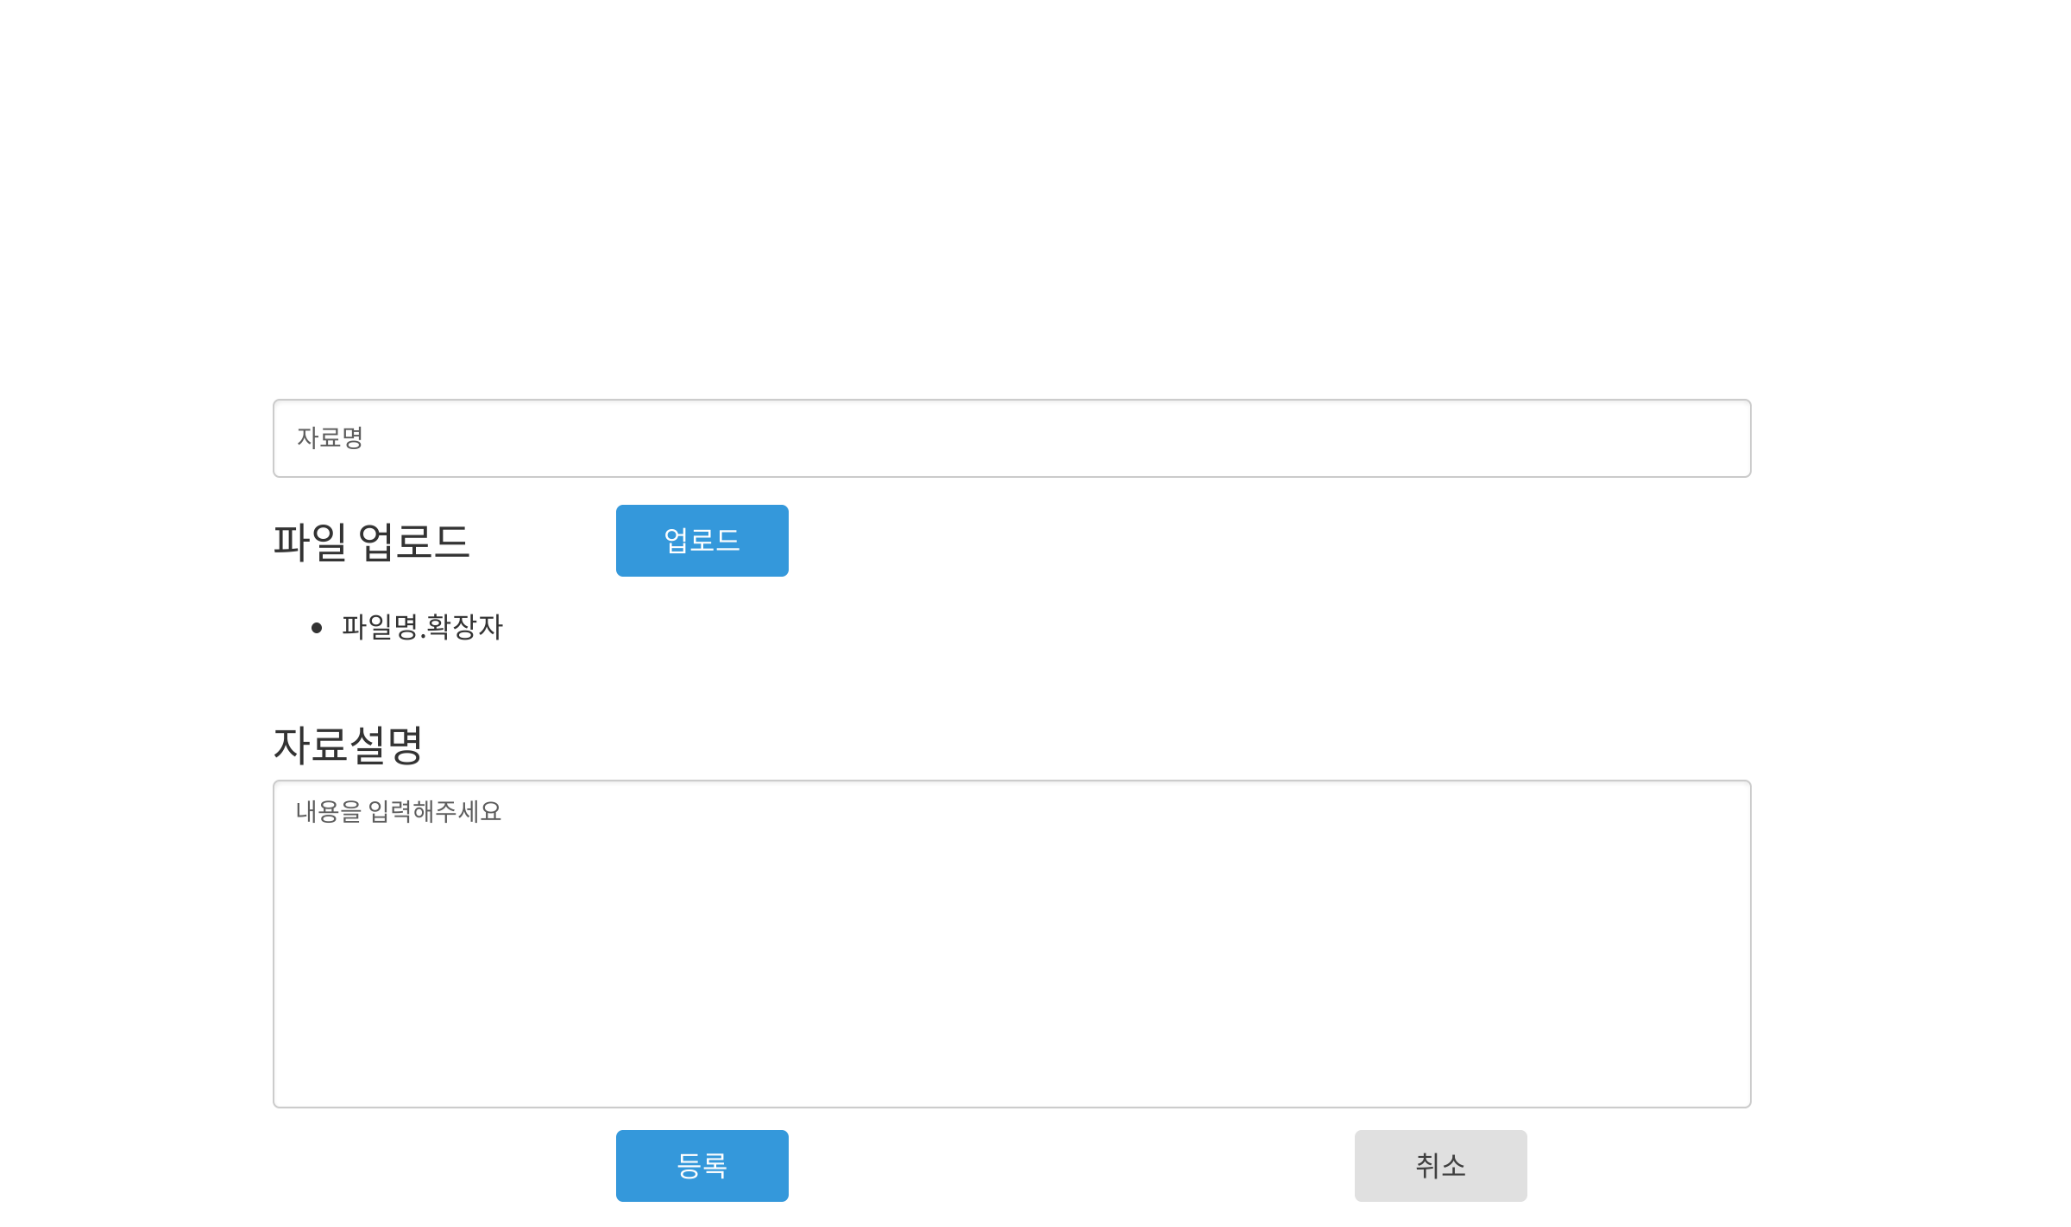 자료명
파일 업로드
업로드
파일명.확장자
자료설명
내용을 입력해주세요
등록
취소